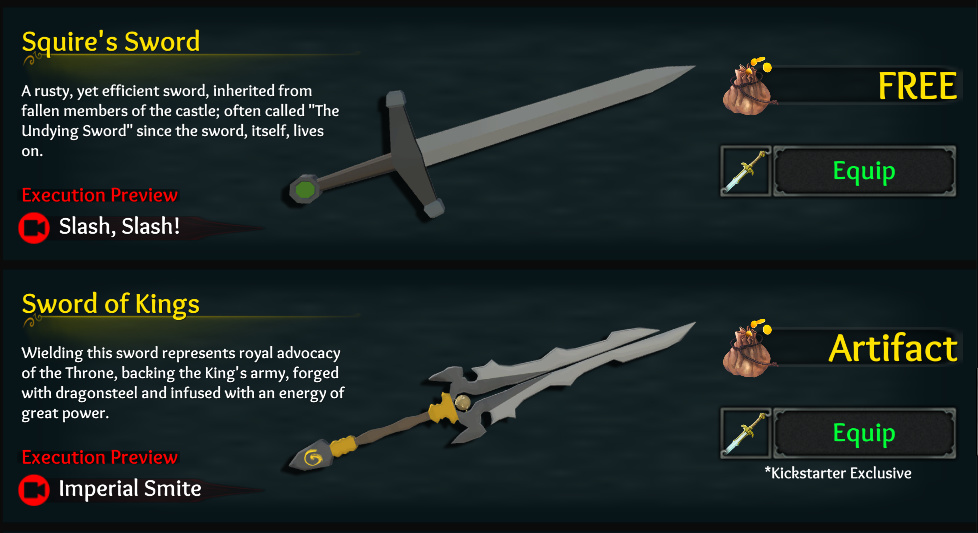 Squire's Sword
A rusty, yet efficient sword, inherited from
fallen members of the castle; often called "The
Undying Sword" since the sword, itself, lives
on.
Execution Preview
Slash, Slash!
FREE
Equip
Sword of Kings
Wielding this sword represents royal advocacy
of the Throne, backing the King's army, forged
with dragonsteel and infused with an energy of
great power.
Execution Preview
Imperial Smite
Artifact
Equip
*Kickstarter Exclusive